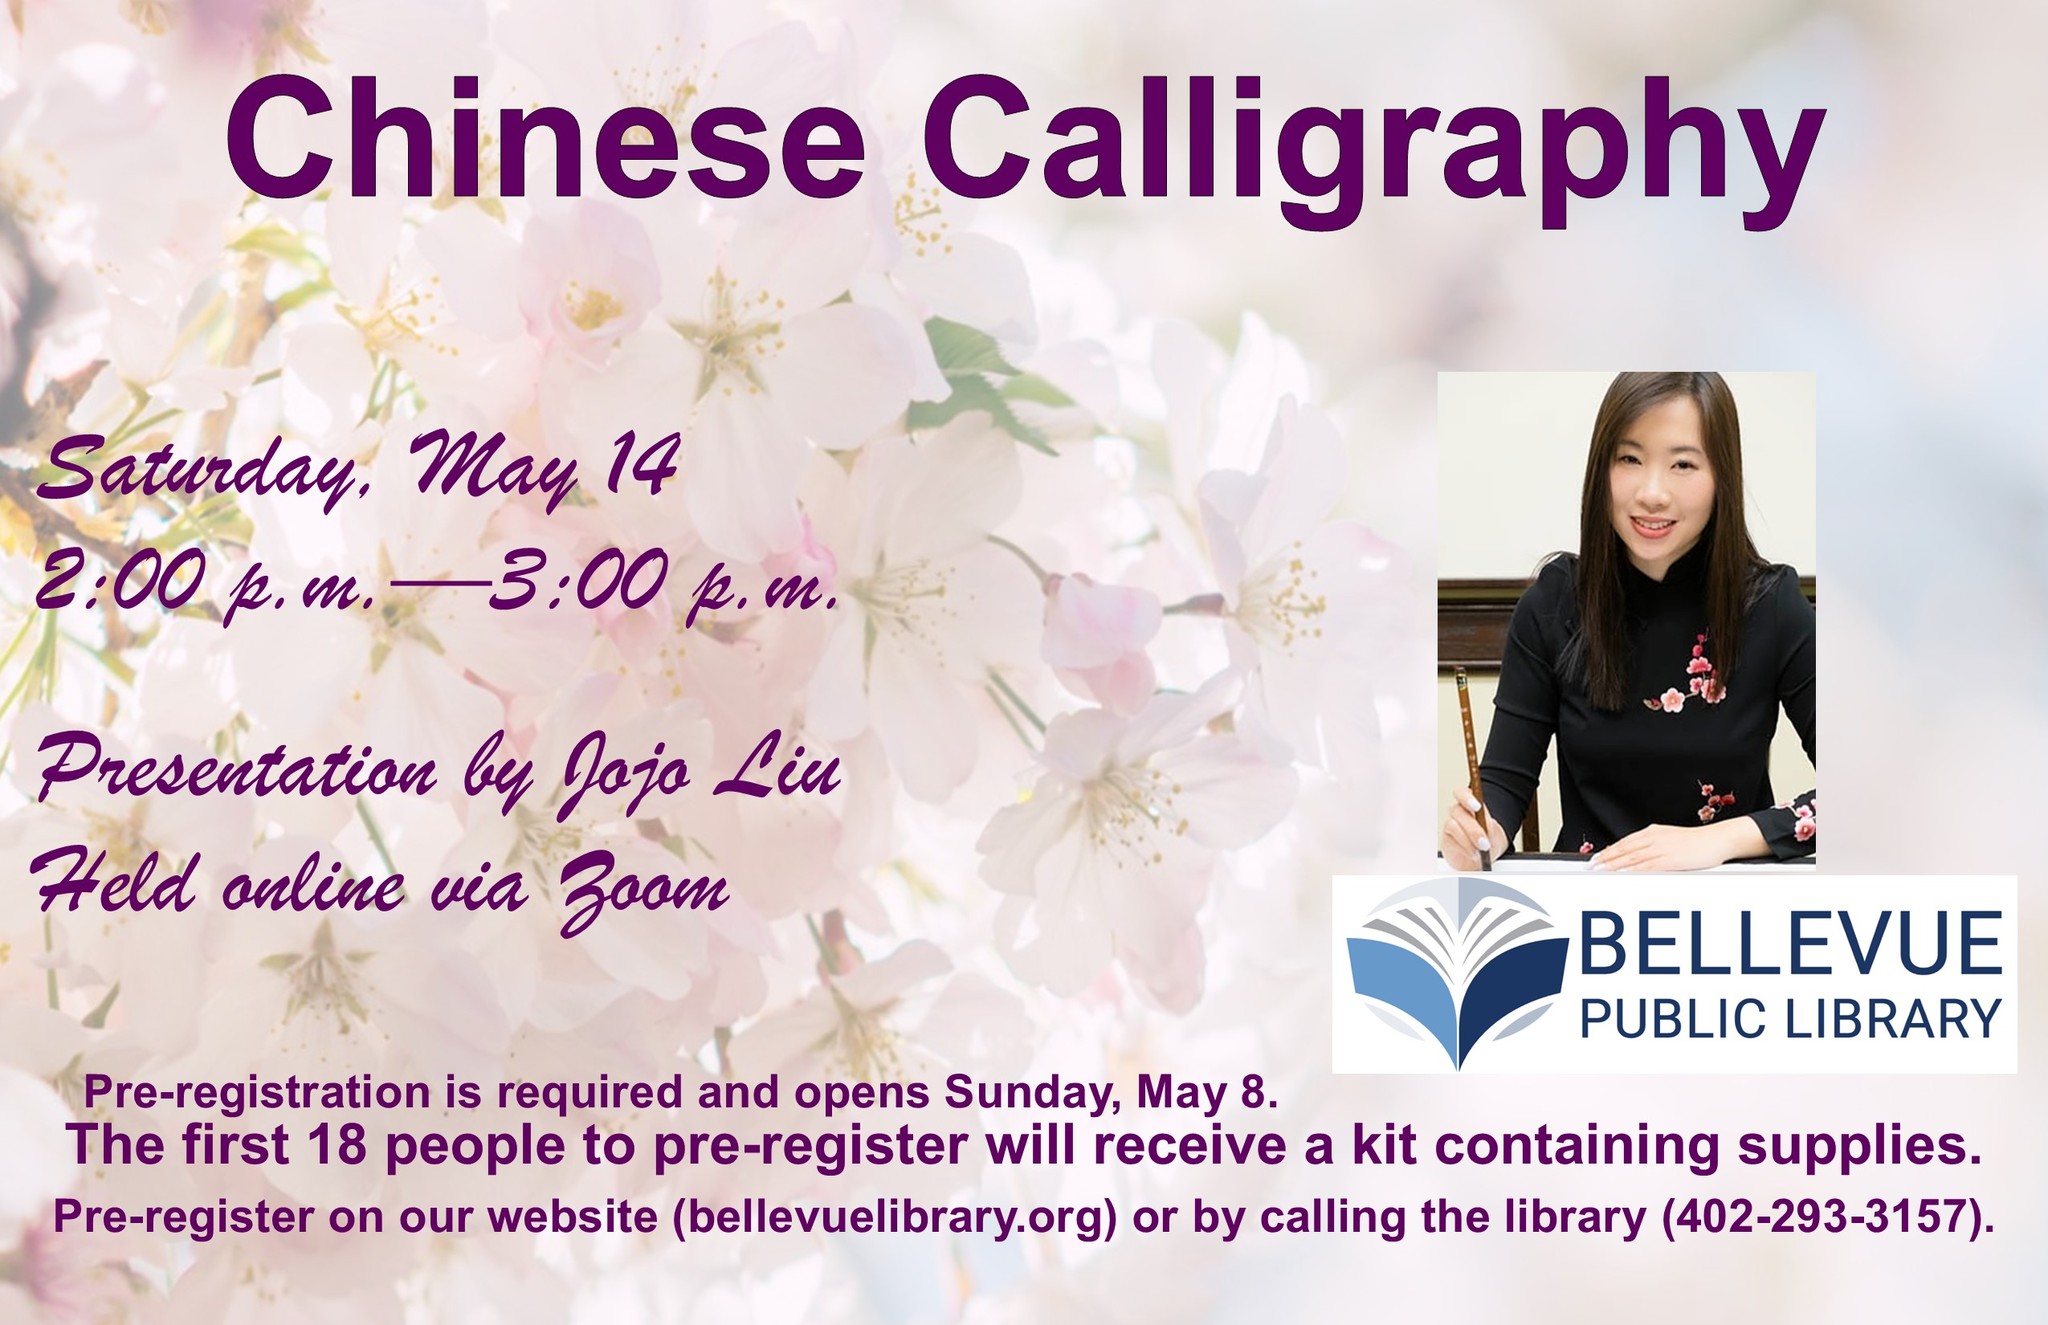 Chinese Calligraphy
Saturday, May 14
2:00 p.m.—3:00 p.m.
Presentation by Jojo Liu
Held online via Zoom
BELLEVUE
PUBLIC LIBRARY
Pre-registration is required and opens Sunday, May 8.
The first 18 people to pre-register will receive a kit containing supplies.
Pre-register on our website (bellevuelibrary.org) or by calling the library (402-293-3157).